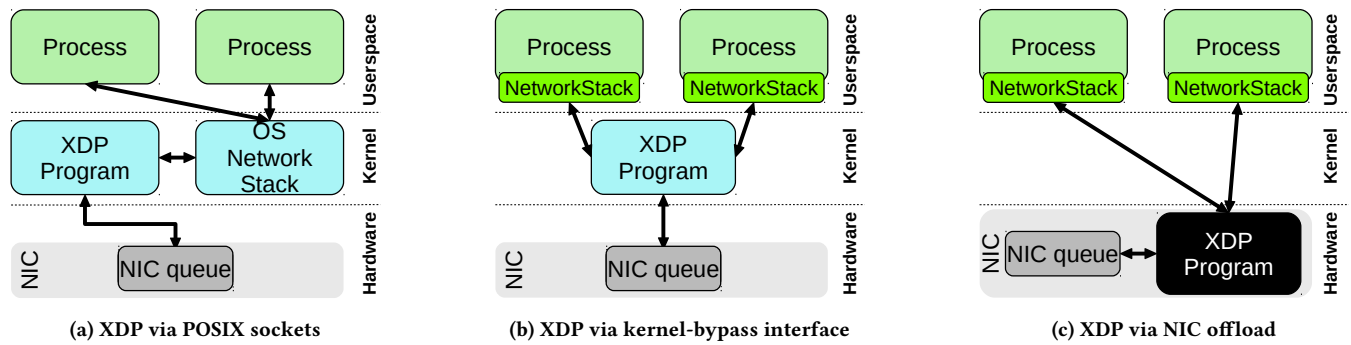 Process
Process
Userspace
XDP
Program
OS
Network
Stack
Kernel
NIC
NIC queue
Hardware
(a) XDP via POSIX sockets
Process
NetworkStack
Process
NetworkStack
Userspace
XDP
Program
Kernel
NIC
NIC queue
Hardware
(b) XDP via kernel-bypass interface
Process
NetworkStack
Process
NetworkStack
Userspace
Kernel
NIC
NIC queue
XDP
Program
Hardware
(c) XDP via NIC offload